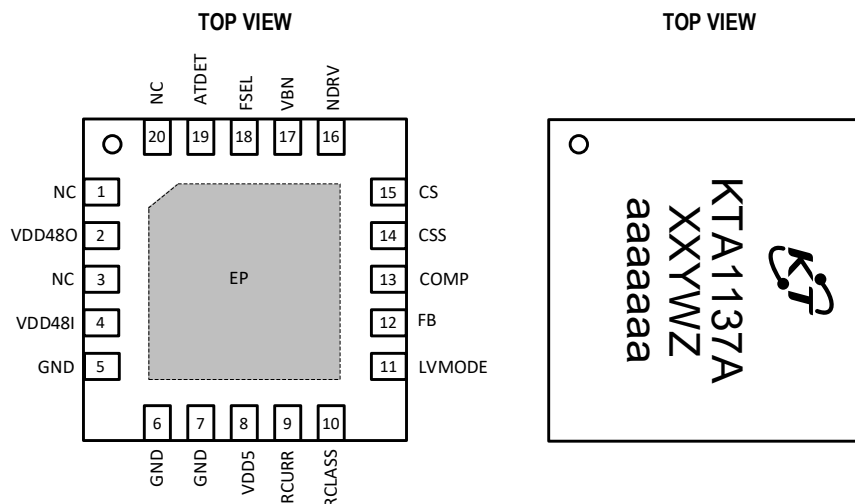 TOP VIEW
TOP VIEW
NC
ATDET
FSEL
VBN
NDRV
20
19
18
17
16
NC 1
VDD48O 2
NC 3
VDD48I 4
GND 5
EP
15 CS
14 CSS
13 COMP
12 FB
11 LVMODE
6
7
8
9
10
GND
GND
VDD5
RCURR
RCLASS
KT
KTA1137A
XXYWZ
aaaaaaaa